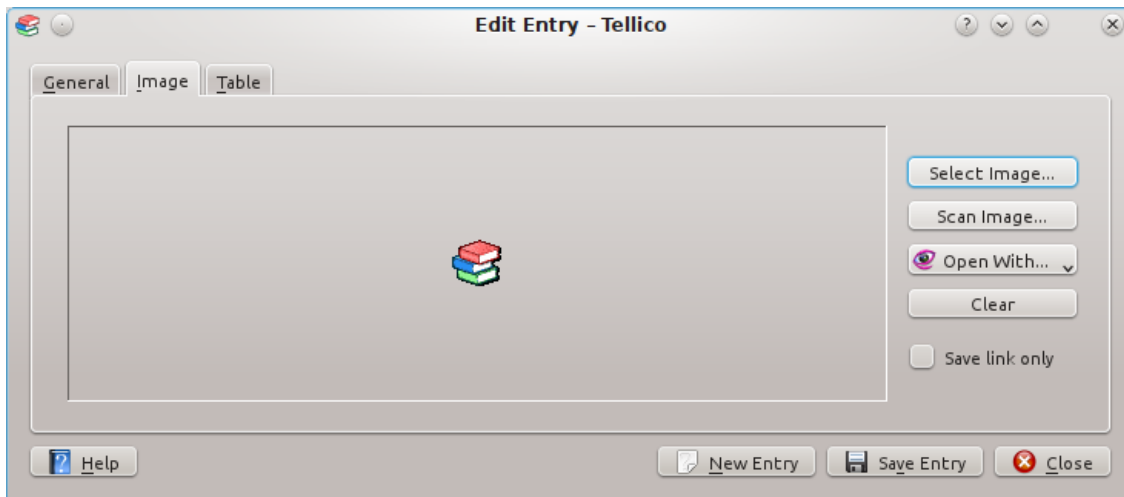 Edit Entry – Tellico
General Image Table
Select Image...
Scan Image...
Open With...
Clear
Save link only
Help New Entry Save Entry Close